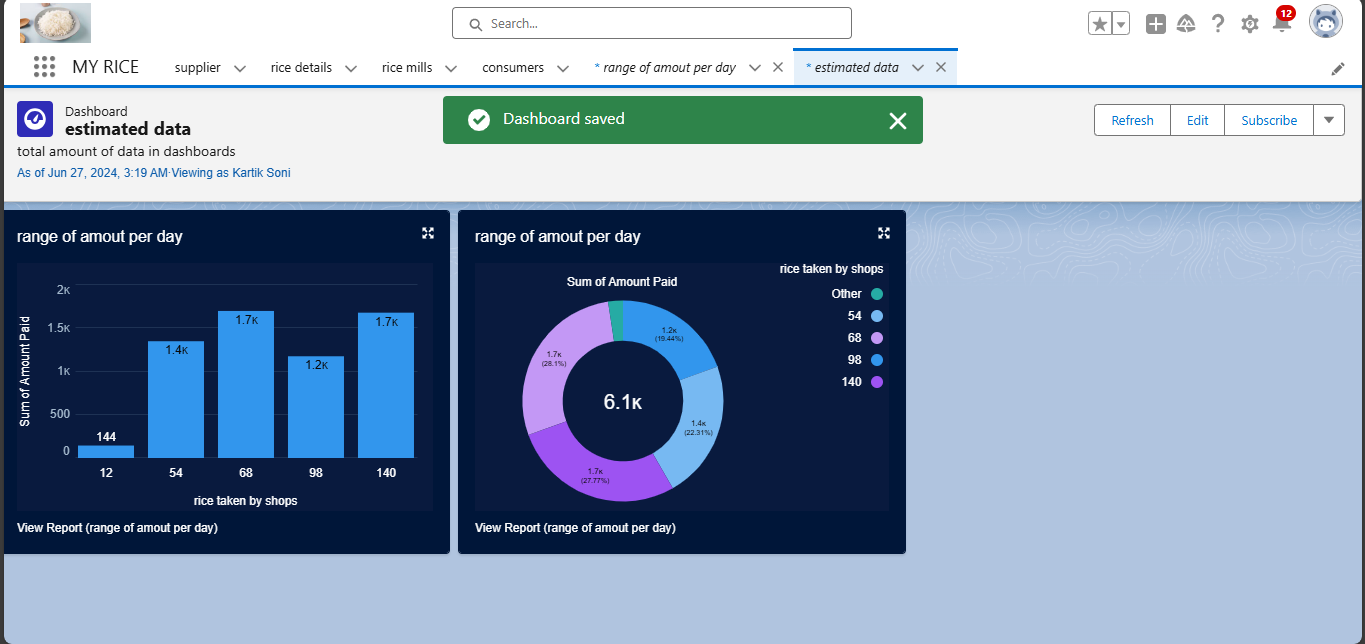 Search...
12
MY RICE
supplier
rice details
rice mills
consumers
* range of amout per day
* estimated data
Dashboard
estimated data
total amount of data in dashboards
As of Jun 27, 2024, 3:19 AM·Viewing as Kartik Soni
Dashboard saved
Refresh
Edit
Subscribe
range of amout per day
Sum of Amount Paid
2K
1.5K
1K
500
0
144
1.4K
1.7K
1.2K
1.7K
12
54
68
98
140
rice taken by shops
View Report (range of amout per day)
range of amout per day
Sum of Amount Paid
rice taken by shops
Other
54
68
98
140
1.2K
(19.44%)
1.7K
(28.1%)
6.1K
1.4K
(22.31%)
1.7K
(27.77%)
View Report (range of amout per day)